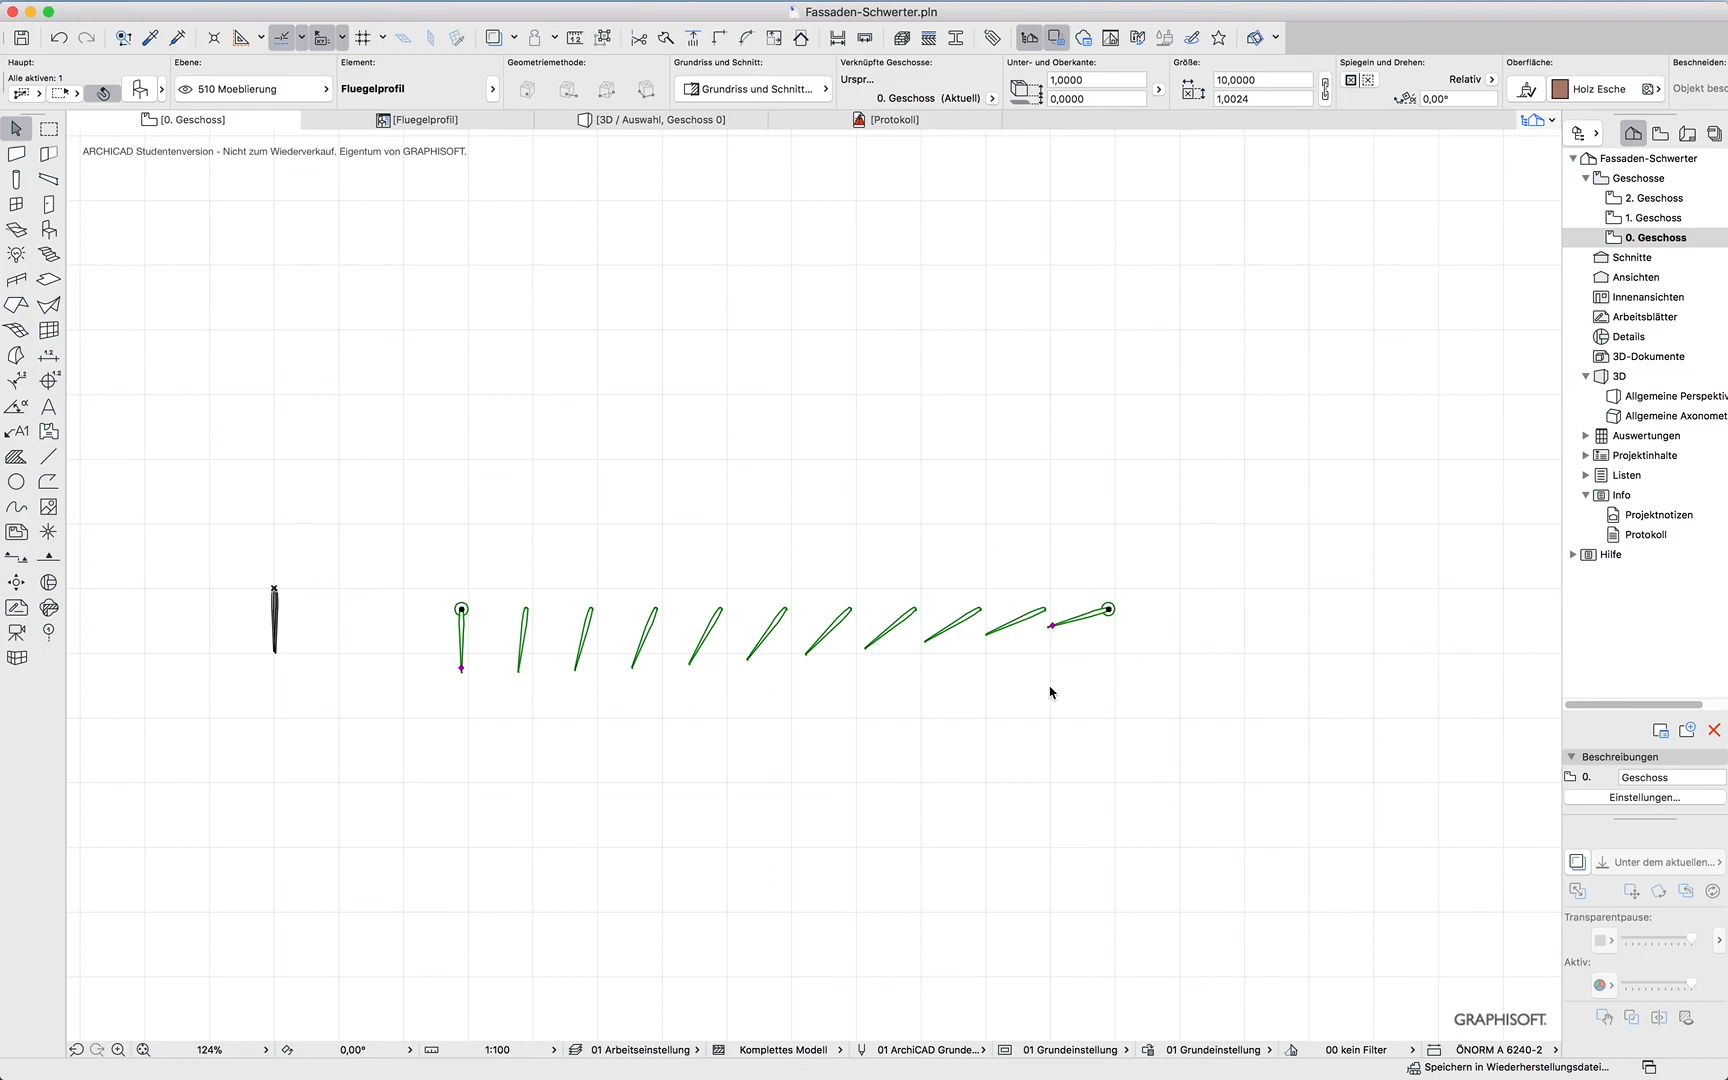 Fassaden-Schwerter.pln
Haupt:
Alle aktiven: 1
Ebene:
510 Moeblierung
Element:
Fluegelprofil
Geometriemethode:
Grundriss und Schnitt:
Grundriss und Schnitt...
Verknüpfte Geschosse:
Urspr...
0. Geschoss (Aktuell)
Unter- und Oberkante:
1,0000
0,0000
Größe:
10,0000
1,0024
Spiegeln und Drehen:
Relativ
0,00°
Oberfläche:
Holz Esche
Beschneiden:
Objekt besc
[0. Geschoss]
[Fluegelprofil]
[3D / Auswahl, Geschoss 0]
[Protokoll]
ARCHICAD Studentenversion - Nicht zum Wiederverkauf. Eigentum von GRAPHISOFT.
Fassaden-Schwerter
Geschosse
2. Geschoss
1. Geschoss
0. Geschoss
Schnitte
Ansichten
Innenansichten
Arbeitsblätter
Details
3D-Dokumente
3D
Allgemeine Perspektiv
Allgemeine Axonomet
Auswertungen
Projektinhalte
Listen
Info
Projektnotizen
Protokoll
Hilfe
Beschreibungen
0.
Geschoss
Einstellungen...
Unter dem aktuellen...
Transparentpause:
Aktiv:
GRAPHISOFT.
124%
0,00°
1:100
01 Arbeitseinstellung
Komplettes Modell
01 ArchiCAD Grunde...
01 Grundeinstellung
01 Grundeinstellung
00 kein Filter
ÖNORM A 6240-2
Speichern in Wiederherstellungsdatei...